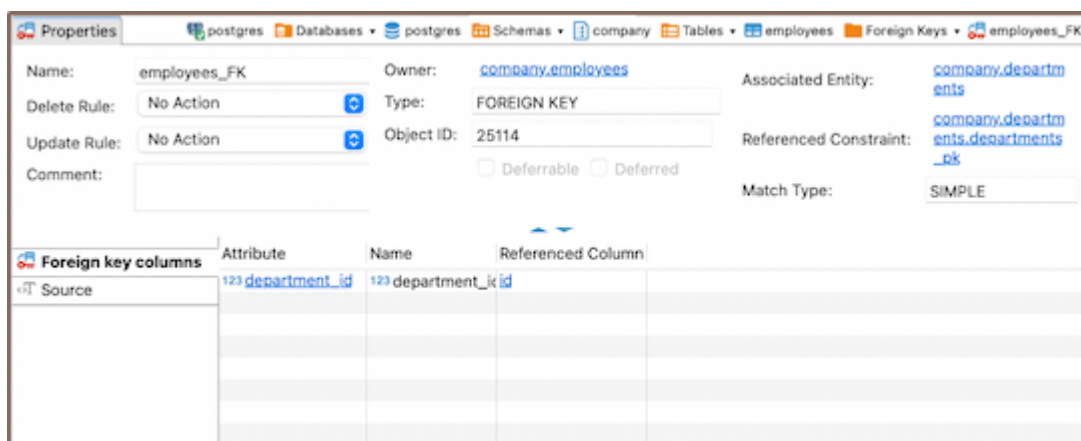 Properties postgres Databases postgres Schemas company Tables employees Foreign Keys employees_FK
Name: employees_FK
Delete Rule: No Action
Update Rule: No Action
Comment:
Owner: company.employees
Type: FOREIGN KEY
Object ID: 25114
Deferrable Deferred
Associated Entity: company.departm
ents
Referenced Constraint: company.departm
ents.departments
_pk
Match Type: SIMPLE
Foreign key columns
Source
Attribute Name Referenced Column
123 department_id 123 department_ic id